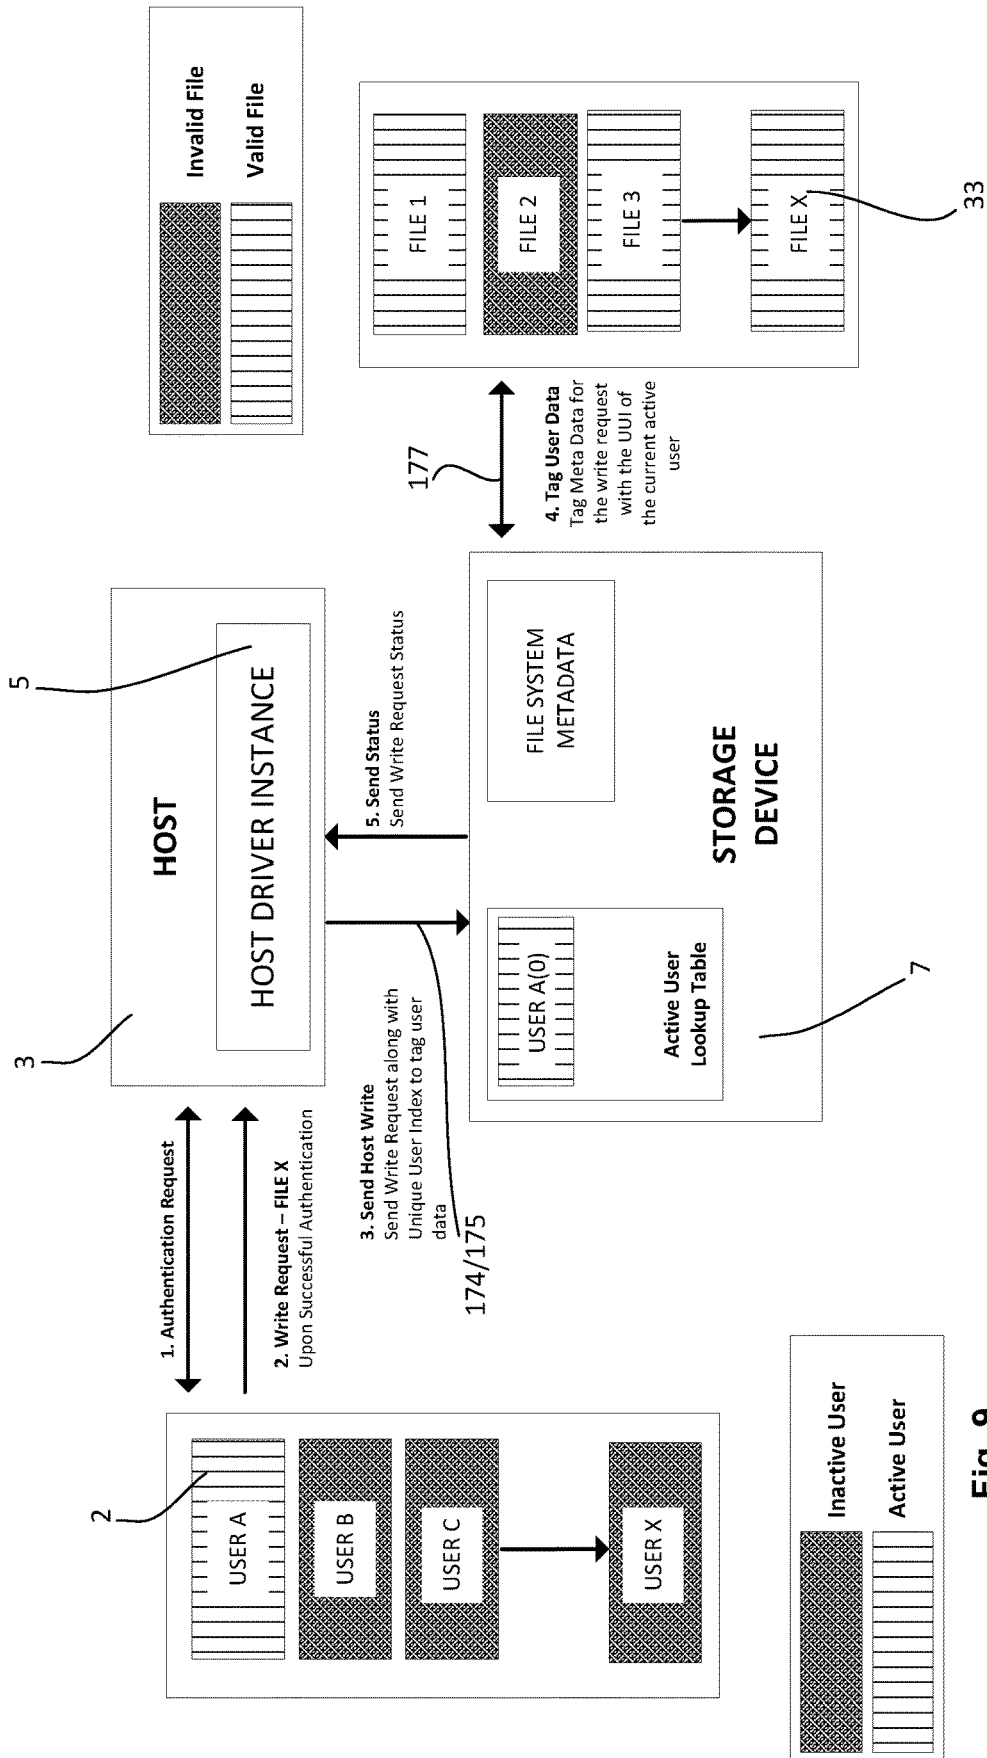 1. Authentication Request
2. Write Request – FILE X
Upon Successful Authentication
2
USER A
USER B
USER C
USER X
Inactive User
Active User
3
HOST
5
HOST DRIVER INSTANCE
3. Send Host Write
Send Write Request along with
Unique User Index to tag user
data
174/175
5. Send Status
Send Write Request Status
USER A(0)
Active User
Lookup Table
7
FILE SYSTEM
METADATA
STORAGE
DEVICE
177
4. Tag User Data
Tag Meta Data for
the write request
with the UUI of
the current active
user
Invalid File
Valid File
FILE 1
FILE 2
FILE 3
FILE X
33
Fig. 9